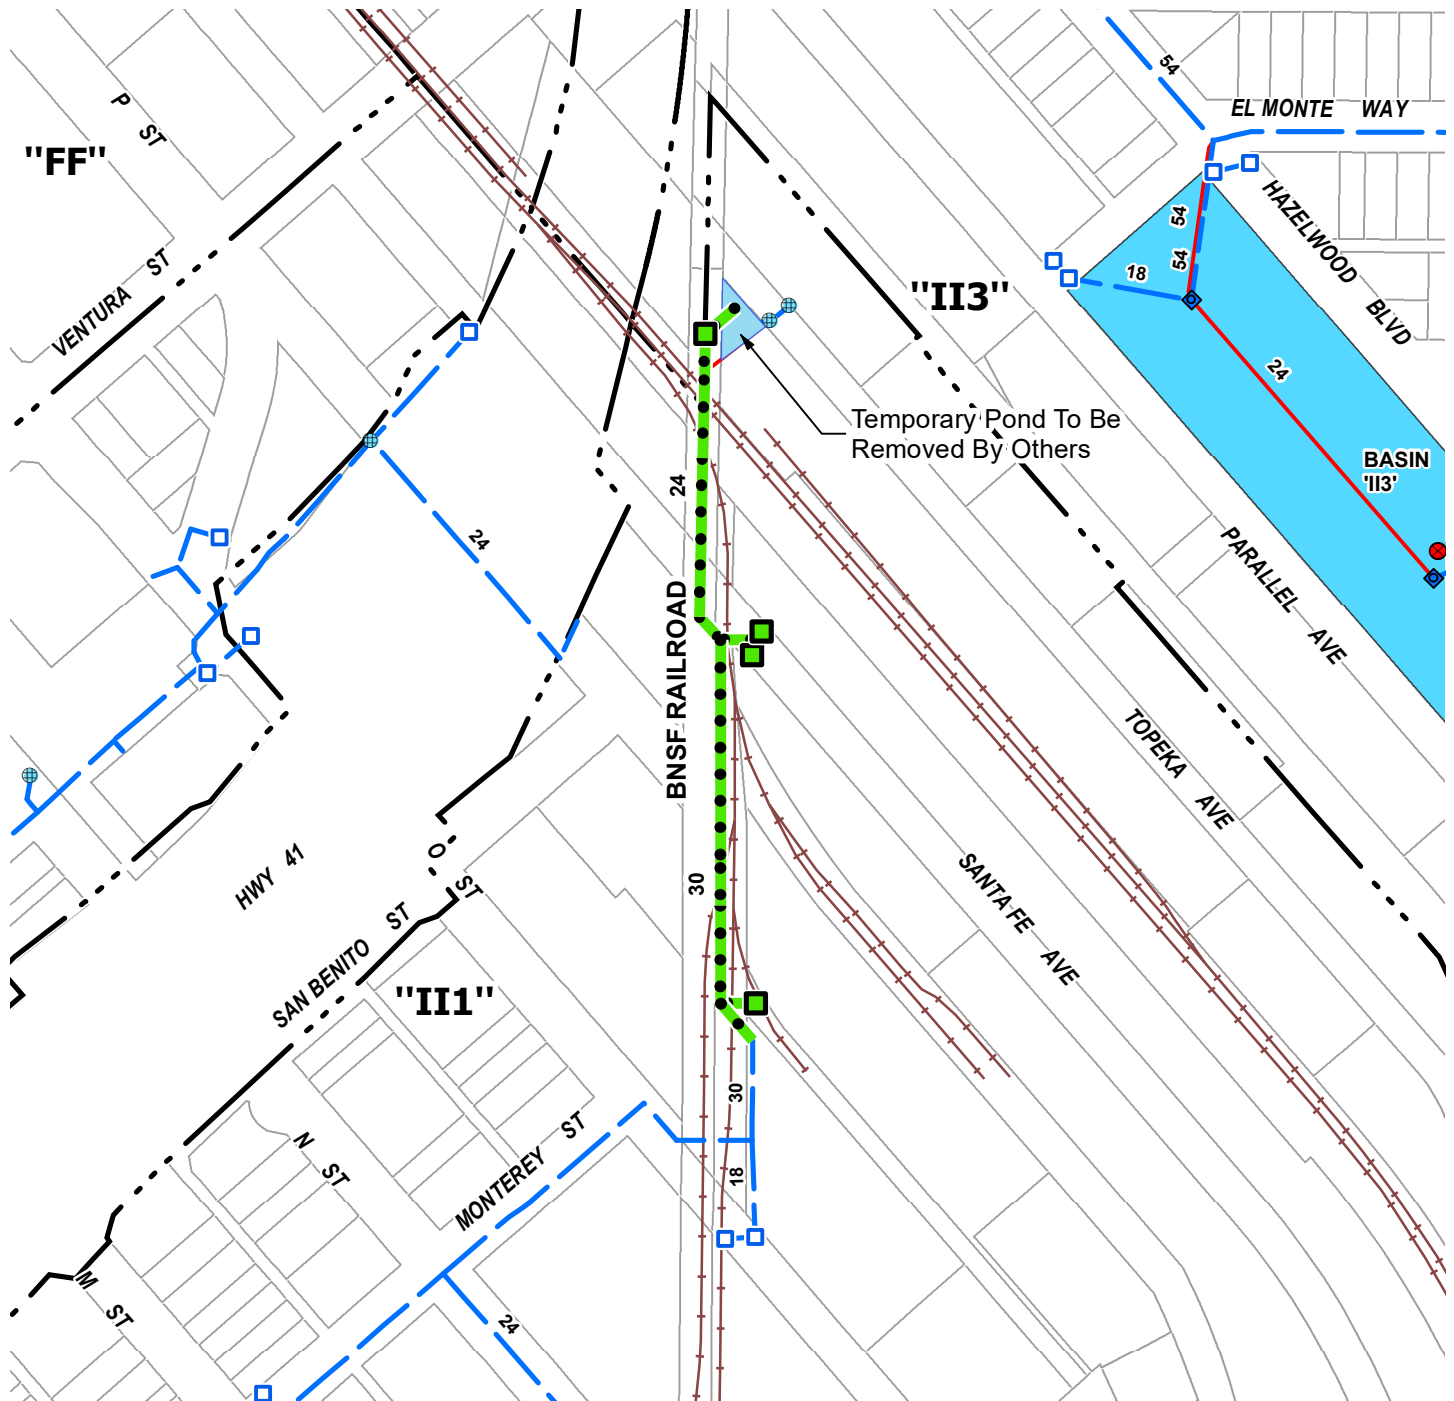 54
EL MONTE WAY
P ST
"FF"
HAZELWOOD BLVD
54
54
18
VENTURA ST
"II3"
24
Temporary Pond To Be
Removed By Others
BASIN
'II3'
24
24
PARALLEL AVE
BNSF RAILROAD
TOPEKA AVE
HWY 41
O ST
30
SANTA FE AVE
SAN BENITO ST
"II1"
30
N ST
MONTEREY ST
18
M ST
24